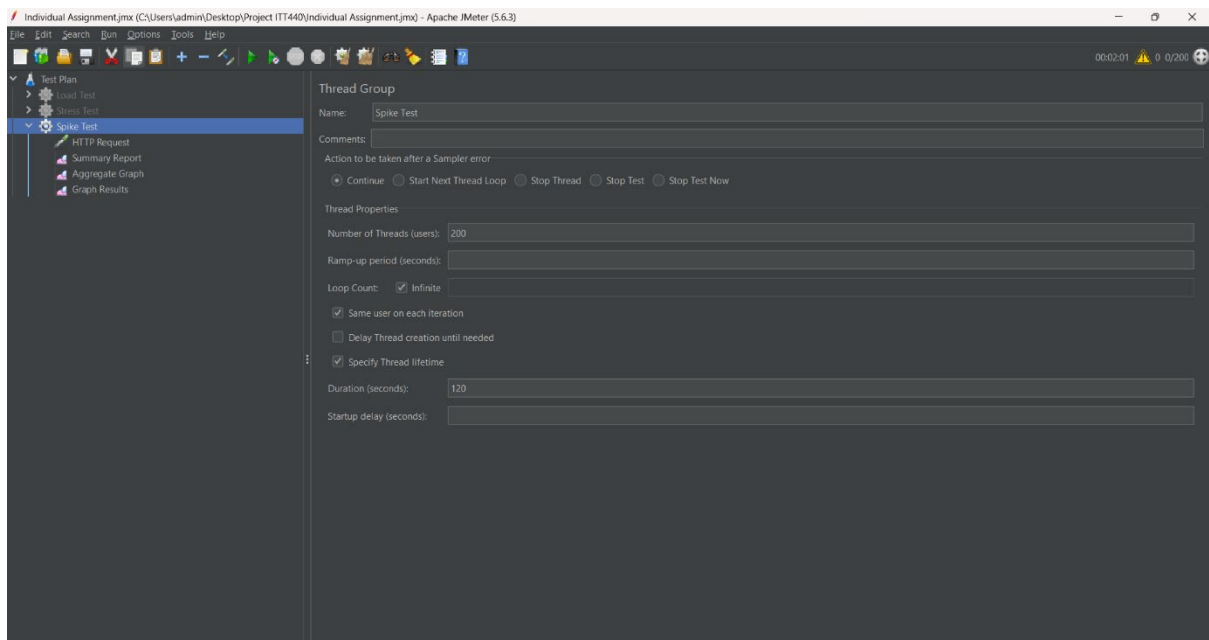 Individual Assignment.jmx (C:\Users\admin\Desktop\Project ITT440\Individual Assignment.jmx) - Apache JMeter (5.6.3)
File Edit Search Run Options Tools Help
00:02:01 0 0/200
Test Plan
Load Test
Stress Test
Spike Test
HTTP Request
Summary Report
Aggregate Graph
Graph Results
Thread Group
Name: Spike Test
Comments:
Action to be taken after a Sampler error
Continue Start Next Thread Loop Stop Thread Stop Test Stop Test Now
Thread Properties
Number of Threads (users): 200
Ramp-up period (seconds):
Loop Count: Infinite
Same user on each iteration
Delay Thread creation until needed
Specify Thread lifetime
Duration (seconds): 120
Startup delay (seconds):